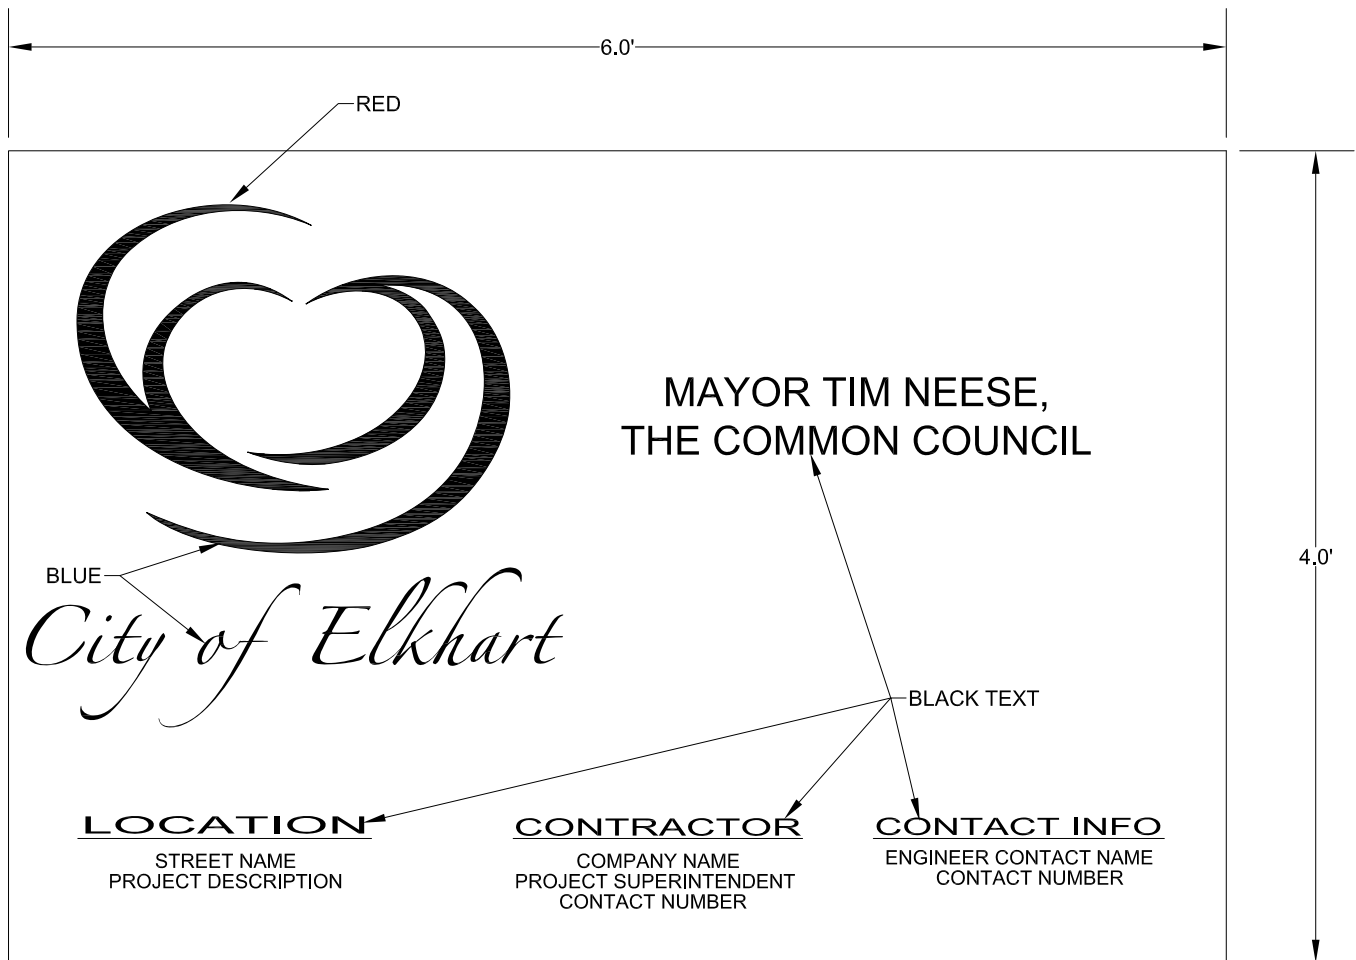 6.0'
RED
MAYOR TIM NEESE,
THE COMMON COUNCIL
4.0'
BLUE
City of Elkhart
BLACK TEXT
LOCATION
STREET NAME
PROJECT DESCRIPTION
CONTRACTOR
COMPANY NAME
PROJECT SUPERINTENDENT
CONTACT NUMBER
CONTACT INFO
ENGINEER CONTACT NAME
CONTACT NUMBER